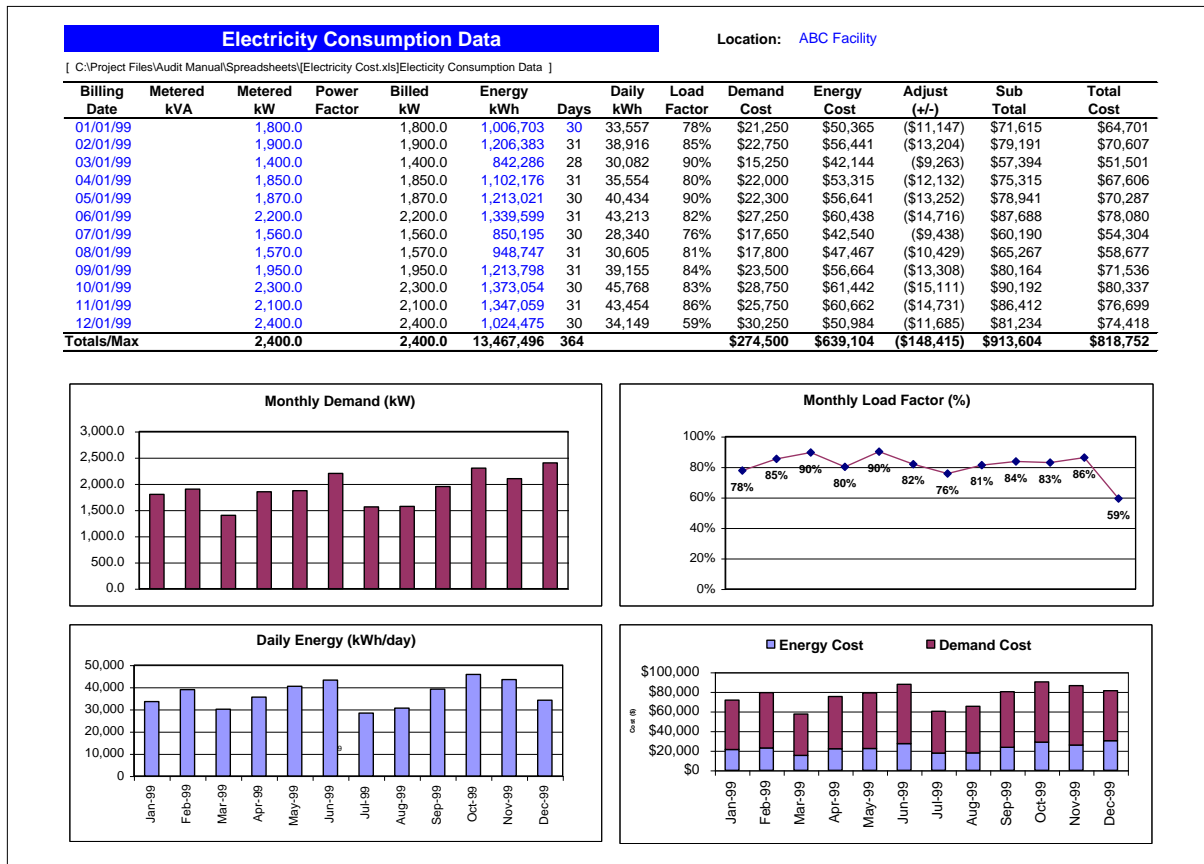 Electricity Consumption Data
Location: ABC Facility
[ C:\Project Files\Audit Manual\Spreadsheets\[Electricity Cost.xls]Electicity Consumption Data ]
Billing Metered Metered Power Billed Energy Daily Load Demand Energy Adjust Sub Total
Date kVA kW Factor kW kWh Days kWh Factor Cost Cost (+/-) Total Cost
01/01/99 1,800.0 1,800.0 1,006,703 30 33,557 78% $21,250 $50,365 ($11,147) $71,615 $64,701
02/01/99 1,900.0 1,900.0 1,206,383 31 38,916 85% $22,750 $56,441 ($13,204) $79,191 $70,607
03/01/99 1,400.0 1,400.0 842,286 28 30,082 90% $15,250 $42,144 ($9,263) $57,394 $51,501
04/01/99 1,850.0 1,850.0 1,102,176 31 35,554 80% $22,000 $53,315 ($12,132) $75,315 $67,606
05/01/99 1,870.0 1,870.0 1,213,021 30 40,434 90% $22,300 $56,641 ($13,252) $78,941 $70,287
06/01/99 2,200.0 2,200.0 1,339,599 31 43,213 82% $27,250 $60,438 ($14,716) $87,688 $78,080
07/01/99 1,560.0 1,560.0 850,195 30 28,340 76% $17,650 $42,540 ($9,438) $60,190 $54,304
08/01/99 1,570.0 1,570.0 948,747 31 30,605 81% $17,800 $47,467 ($10,429) $65,267 $58,677
09/01/99 1,950.0 1,950.0 1,213,798 31 39,155 84% $23,500 $56,664 ($13,308) $80,164 $71,536
10/01/99 2,300.0 2,300.0 1,373,054 30 45,768 83% $28,750 $61,442 ($15,111) $90,192 $80,337
11/01/99 2,100.0 2,100.0 1,347,059 31 43,454 86% $25,750 $60,662 ($14,731) $86,412 $76,699
12/01/99 2,400.0 2,400.0 1,024,475 30 34,149 59% $30,250 $50,984 ($11,685) $81,234 $74,418
Totals/Max 2,400.0 2,400.0 13,467,496 364 $274,500 $639,104 ($148,415) $913,604 $818,752
Monthly Demand (kW)
3,000.0
2,500.0
2,000.0
1,500.0
1,000.0
500.0
0.0
Monthly Load Factor (%)
100%
80%
60%
40%
20%
0%
78% 85% 90% 80% 90% 82% 76% 81% 84% 83% 86% 59%
Daily Energy (kWh/day)
50,000
40,000
30,000
20,000
10,000
0
9
Jan-99 Feb-99 Mar-99 Apr-99 May-99 Jun-99 Jul-99 Aug-99 Sep-99 Oct-99 Nov-99 Dec-99
Energy Cost Demand Cost
Cost ($)
$100,000
$80,000
$60,000
$40,000
$20,000
$0
Jan-99 Feb-99 Mar-99 Apr-99 May-99 Jun-99 Jul-99 Aug-99 Sep-99 Oct-99 Nov-99 Dec-99